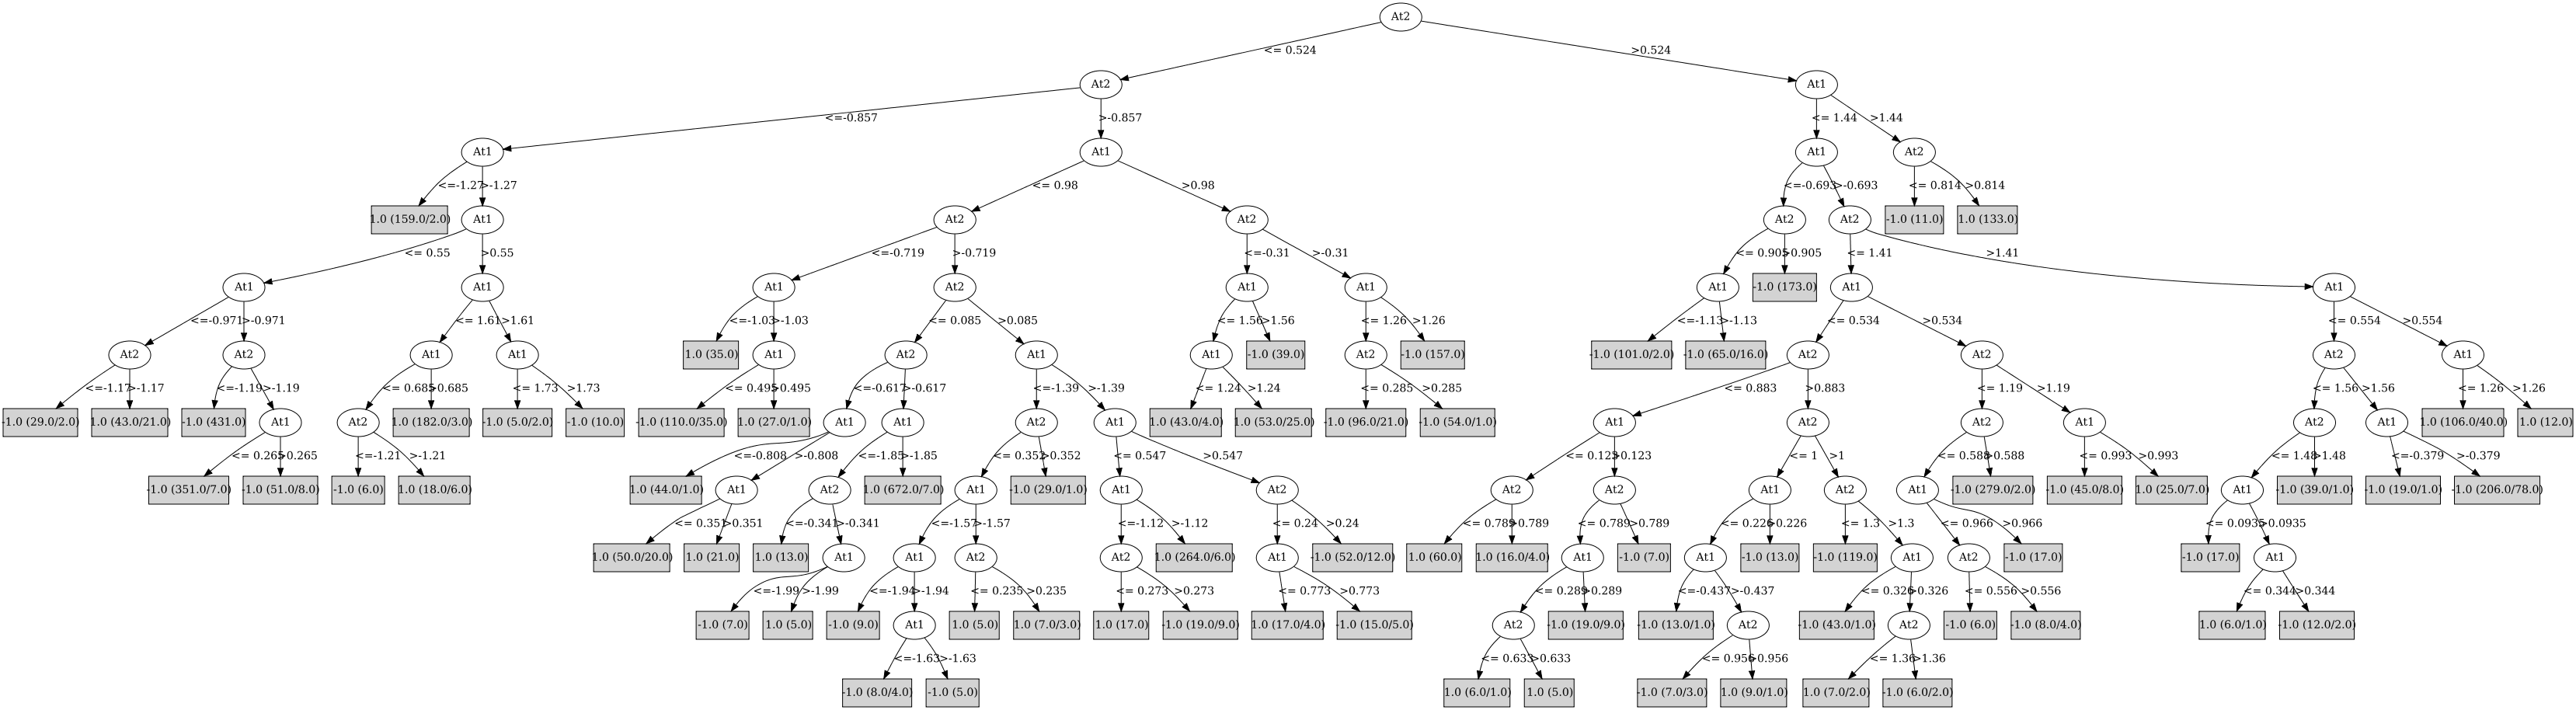 At2
<= 0.524 >0.524
At2 At1
<=-0.857 >-0.857 <= 1.44 >1.44
At1 At1 At1 At2
<=-1.27 >-1.27 <= 0.98 >0.98 <=-0.693 >-0.693 <= 0.814 >0.814
1.0 (159.0/2.0) At1 At2 At2 At2 At2 -1.0 (11.0) 1.0 (133.0)
<= 0.55 >0.55 <=-0.719 >-0.719 <=-0.31 >-0.31 <= 0.905 >0.905 <= 1.41 >1.41
At1 At1 At1 At2 At1 At1 At1 -1.0 (173.0) At1 At1
<=-0.971 >-0.971 <= 1.61 >1.61 <=-1.03 >-1.03 <= 0.085 >0.085 <= 1.56 >1.56 <= 1.26 >1.26 <=-1.13 >-1.13 <= 0.534 >0.534 <= 0.554 >0.554
At2 At2 At1 At1 1.0 (35.0) At1 At2 At1 At1 -1.0 (39.0) At2 -1.0 (157.0) -1.0 (101.0/2.0) -1.0 (65.0/16.0) At2 At2 At2 At1
<=-1.17 >-1.17 <=-1.19 >-1.19 <= 0.685 >0.685 <= 1.73 >1.73 <= 0.495 >0.495 <=-0.617 >-0.617 <=-1.39 >-1.39 <= 1.24 >1.24 <= 0.285 >0.285 <= 0.883 >0.883 <= 1.19 >1.19 <= 1.56 >1.56 <= 1.26 >1.26
-1.0 (29.0/2.0) 1.0 (43.0/21.0) -1.0 (431.0) At1 At2 1.0 (182.0/3.0) -1.0 (5.0/2.0) -1.0 (10.0) -1.0 (110.0/35.0) 1.0 (27.0/1.0) At1 At1 At2 At1 1.0 (43.0/4.0) 1.0 (53.0/25.0) -1.0 (96.0/21.0) -1.0 (54.0/1.0) At1 At2 At2 At1 At2 At1 1.0 (106.0/40.0) 1.0 (12.0)
<= 0.265 >0.265 <=-1.21 >-1.21 <=-0.808 >-0.808 <=-1.85 >-1.85 <= 0.352 >0.352 <= 0.547 >0.547 <= 0.123 >0.123 <= 1 >1 <= 0.588 >0.588 <= 0.993 >0.993 <= 1.48 >1.48 <=-0.379 >-0.379
-1.0 (351.0/7.0) -1.0 (51.0/8.0) -1.0 (6.0) 1.0 (18.0/6.0) 1.0 (44.0/1.0) At1 At2 1.0 (672.0/7.0) At1 -1.0 (29.0/1.0) At1 At2 At2 At2 At1 At2 At1 -1.0 (279.0/2.0) -1.0 (45.0/8.0) 1.0 (25.0/7.0) At1 -1.0 (39.0/1.0) -1.0 (19.0/1.0) -1.0 (206.0/78.0)
<= 0.351 >0.351 <=-0.341 >-0.341 <=-1.57 >-1.57 <=-1.12 >-1.12 <= 0.24 >0.24 <= 0.789 >0.789 <= 0.789 >0.789 <= 0.226 >0.226 <= 1.3 >1.3 <= 0.966 >0.966 <= 0.0935 >0.0935
1.0 (50.0/20.0) 1.0 (21.0) 1.0 (13.0) At1 At1 At2 At2 1.0 (264.0/6.0) At1 -1.0 (52.0/12.0) 1.0 (60.0) 1.0 (16.0/4.0) At1 -1.0 (7.0) At1 -1.0 (13.0) -1.0 (119.0) At1 At2 -1.0 (17.0) -1.0 (17.0) At1
<=-1.99 >-1.99 <=-1.94 >-1.94 <= 0.235 >0.235 <= 0.273 >0.273 <= 0.773 >0.773 <= 0.289 >0.289 <=-0.437 >-0.437 <= 0.326 >0.326 <= 0.556 >0.556 <= 0.344 >0.344
-1.0 (7.0) 1.0 (5.0) -1.0 (9.0) At1 1.0 (5.0) 1.0 (7.0/3.0) 1.0 (17.0) -1.0 (19.0/9.0) 1.0 (17.0/4.0) -1.0 (15.0/5.0) At2 -1.0 (19.0/9.0) -1.0 (13.0/1.0) At2 -1.0 (43.0/1.0) At2 -1.0 (6.0) -1.0 (8.0/4.0) 1.0 (6.0/1.0) -1.0 (12.0/2.0)
<=-1.63 >-1.63 <= 0.633 >0.633 <= 0.956 >0.956 <= 1.36 >1.36
-1.0 (8.0/4.0) -1.0 (5.0) 1.0 (6.0/1.0) 1.0 (5.0) -1.0 (7.0/3.0) 1.0 (9.0/1.0) 1.0 (7.0/2.0) -1.0 (6.0/2.0)